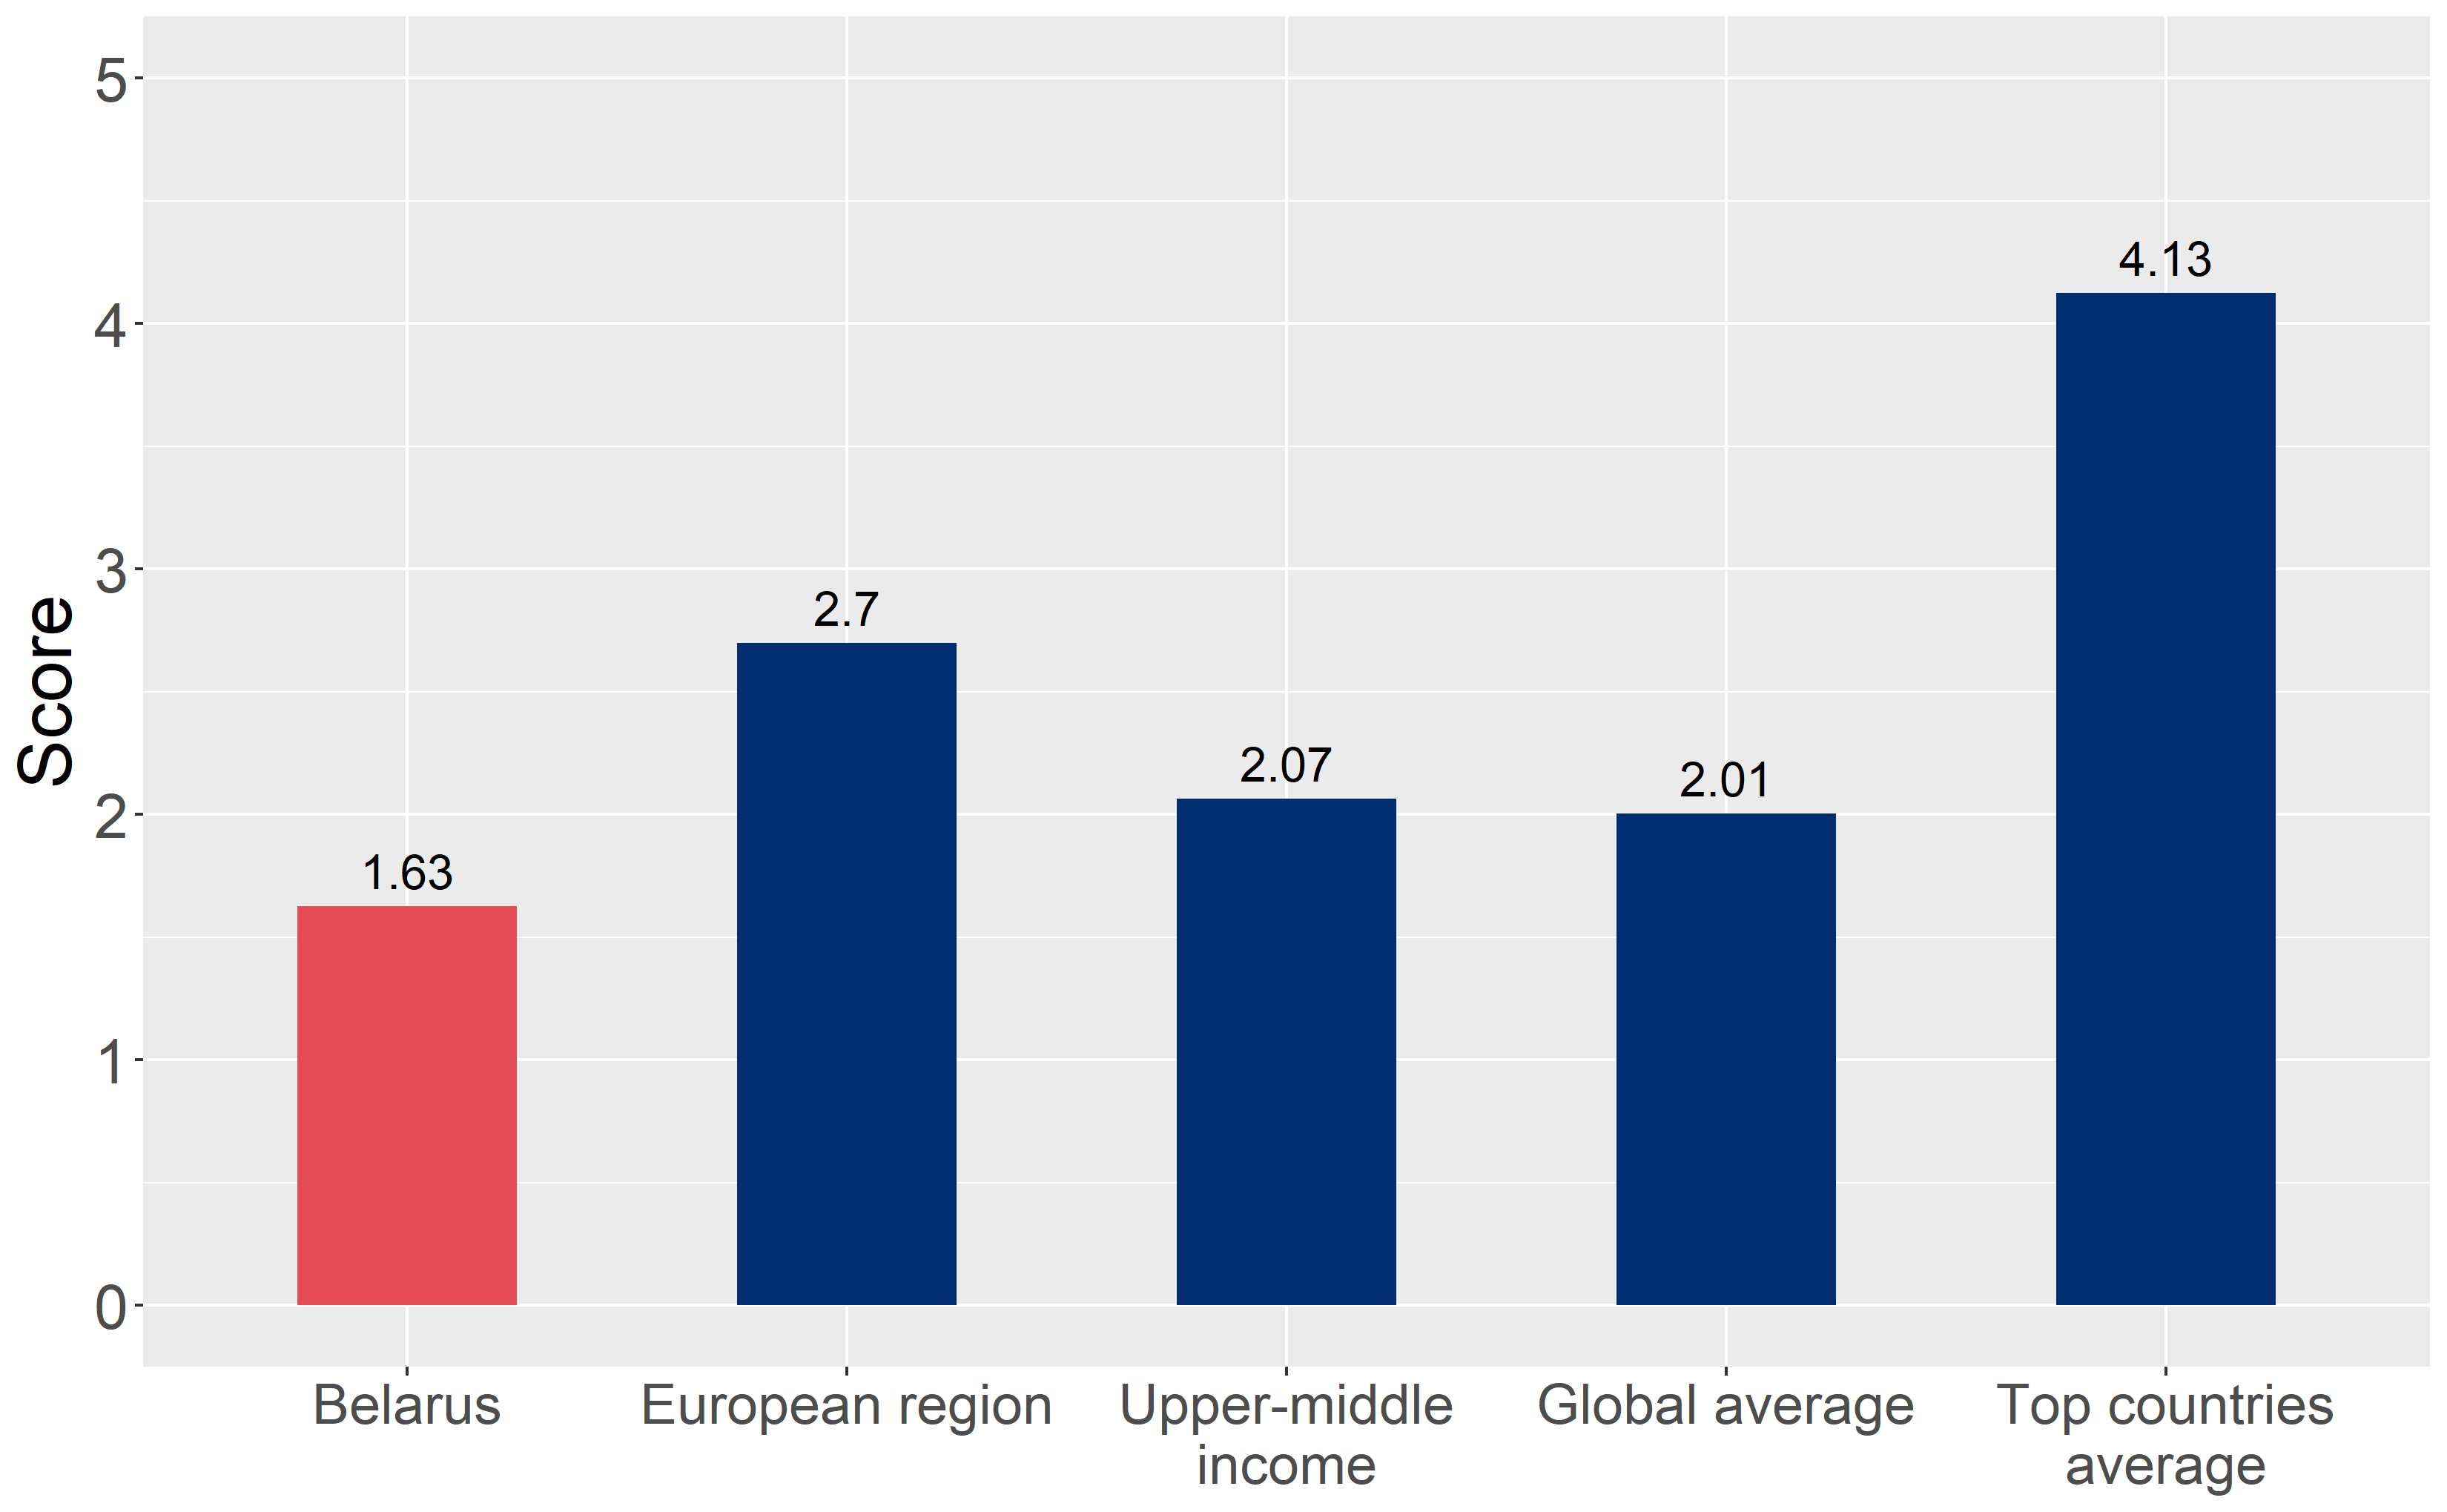 Score
5
4
3
2
1
0
1.63
2.7
2.07
2.01
4.13
Belarus
European region
Upper-middle
income
Global average
Top countries
average